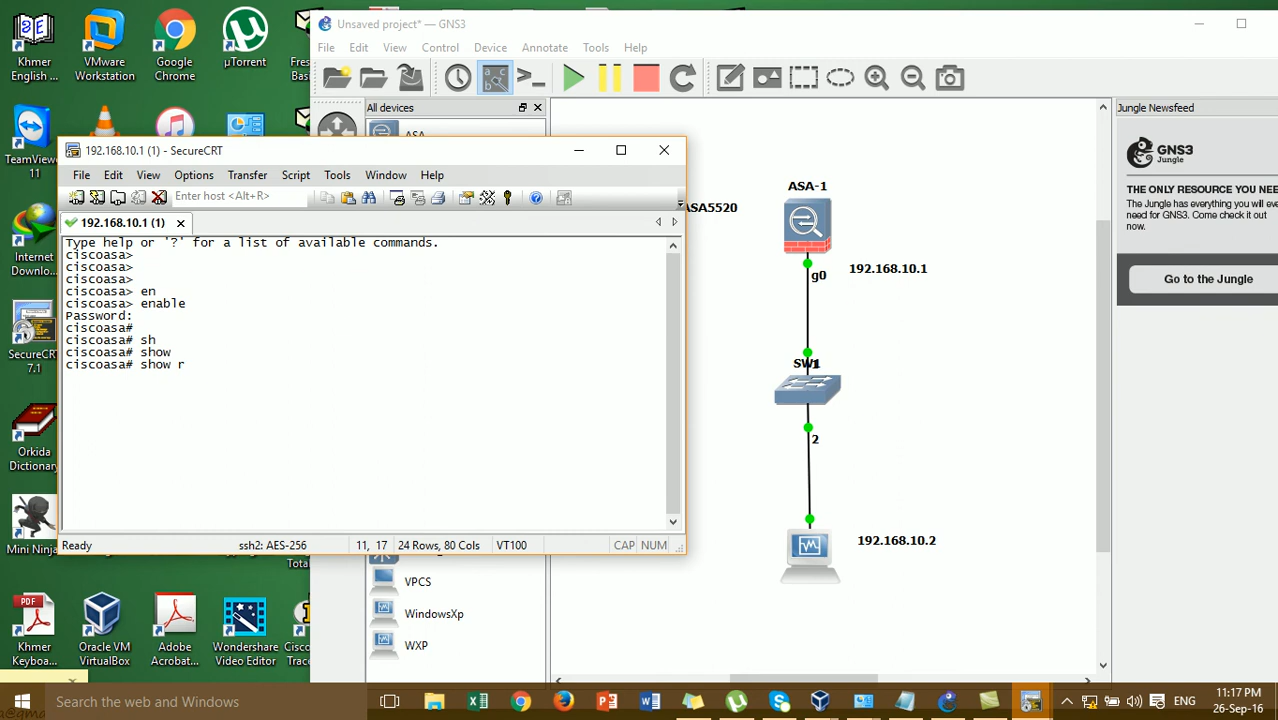 Khmer
English ...
VMware
Workstation
Google
Chrome
µTorrent
TeamViewer
11
Internet
Downlo...
SecureCRT
7.1
Orkida
Dictionary
Mini Ninja
Khmer
Keyboa...
Oracle VM
VirtualBox
Adobe
Acrobat...
Wondershare
Video Editor
Unsaved project* — GNS3
File Edit View Control Device Annotate Tools Help
All devices
ASA
192.168.10.1 (1) - SecureCRT
File Edit View Options Transfer Script Tools Window Help
Enter host <Alt+R>
192.168.10.1 (1)
Type help or '?' for a list of available commands.
ciscoasa>
ciscoasa>
ciscoasa>
ciscoasa> en
ciscoasa> enable
Password:
ciscoasa#
ciscoasa# sh
ciscoasa# show
ciscoasa# show r
Ready ssh2: AES-256 11, 17 24 Rows, 80 Cols VT100 CAP NUM
VPCS
WindowsXp
WXP
ASA-1
ASA5520
192.168.10.1
g0
SW1
2
192.168.10.2
Jungle Newsfeed
GNS3
Jungle
THE ONLY RESOURCE YOU NEE
The Jungle has everything you will eve
need for GNS3. Come check it out
now.
Go to the Jungle
Search the web and Windows
ENG
11:17 PM
26-Sep-16